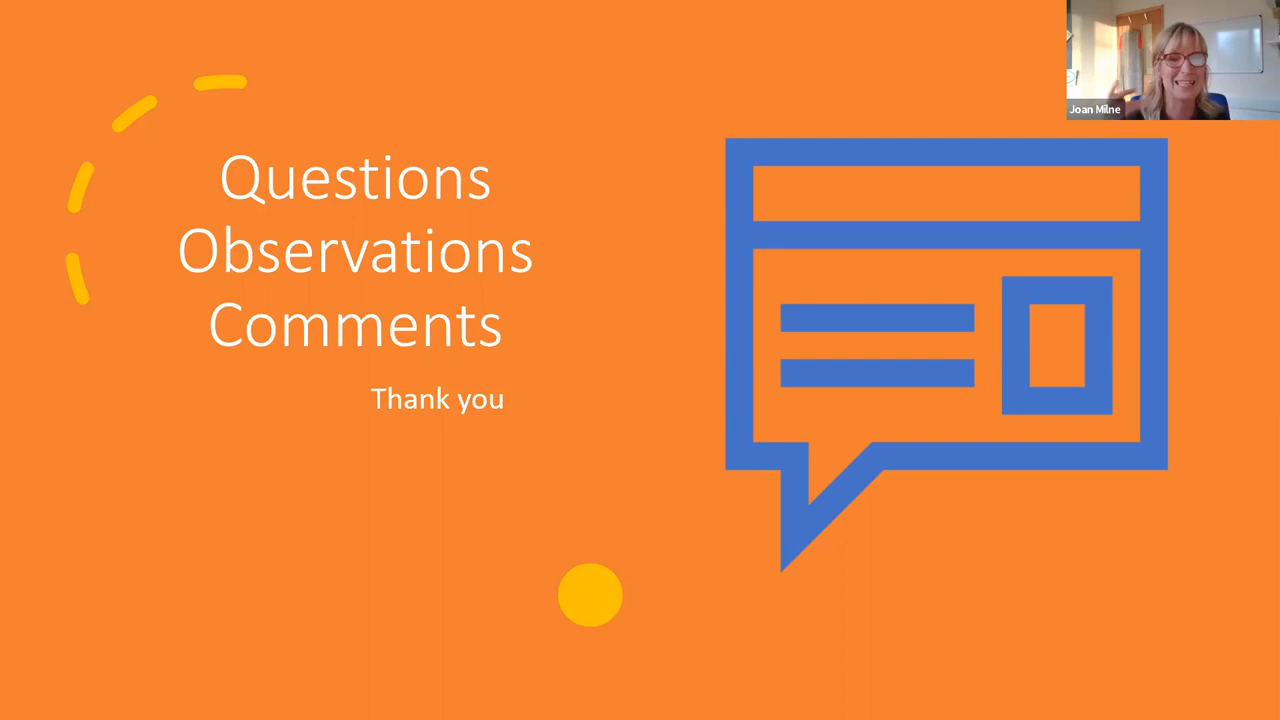 Questions
Observations
Comments
Thank you
Joan Milne